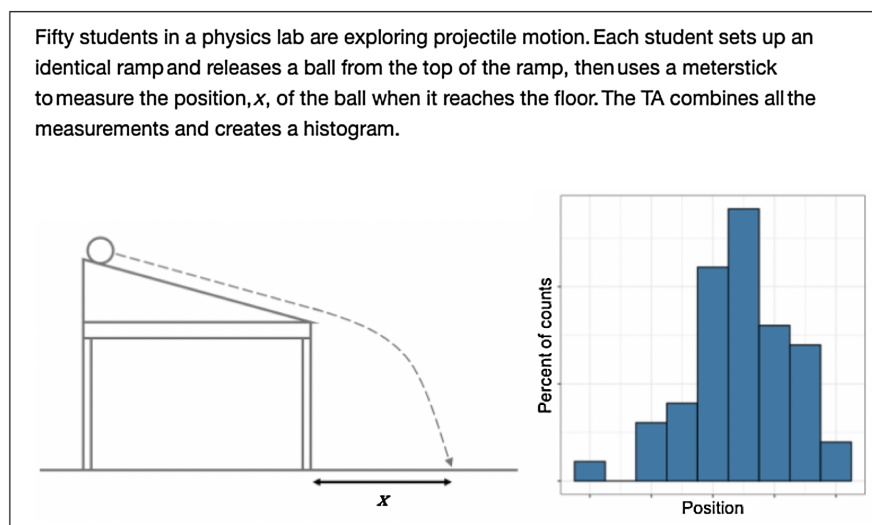 Fifty students in a physics lab are exploring projectile motion. Each student sets up an
identical ramp and releases a ball from the top of the ramp, then uses a meterstick
to measure the position, x, of the ball when it reaches the floor. The TA combines all the
measurements and creates a histogram.
x
Percent of counts
Position